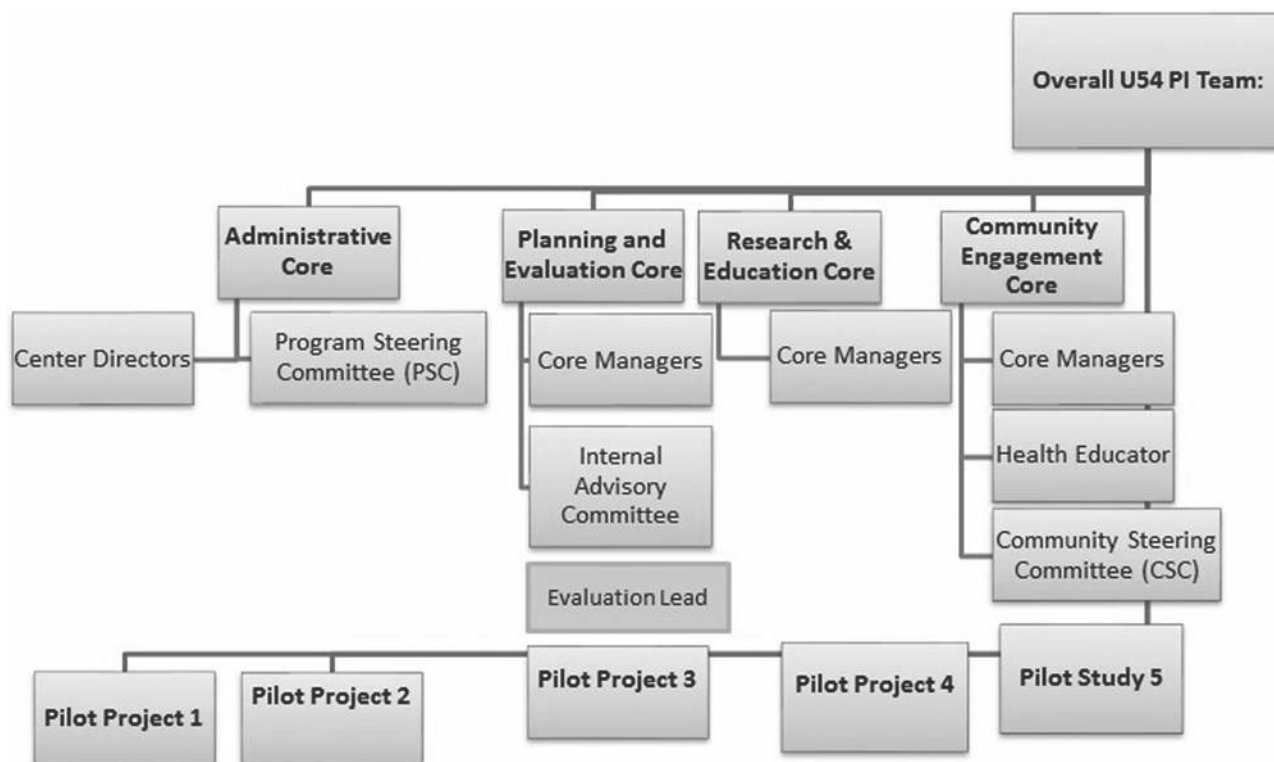 Overall U54 PI Team:
Administrative
Core
Planning and
Evaluation Core
Research &
Education Core
Community
Engagement
Core
Center Directors
Program Steering
Committee (PSC)
Core Managers
Core Managers
Core Managers
Internal
Advisory
Committee
Health Educator
Community Steering
Committee (CSC)
Evaluation Lead
Pilot Project 1
Pilot Project 2
Pilot Project 3
Pilot Project 4
Pilot Study 5